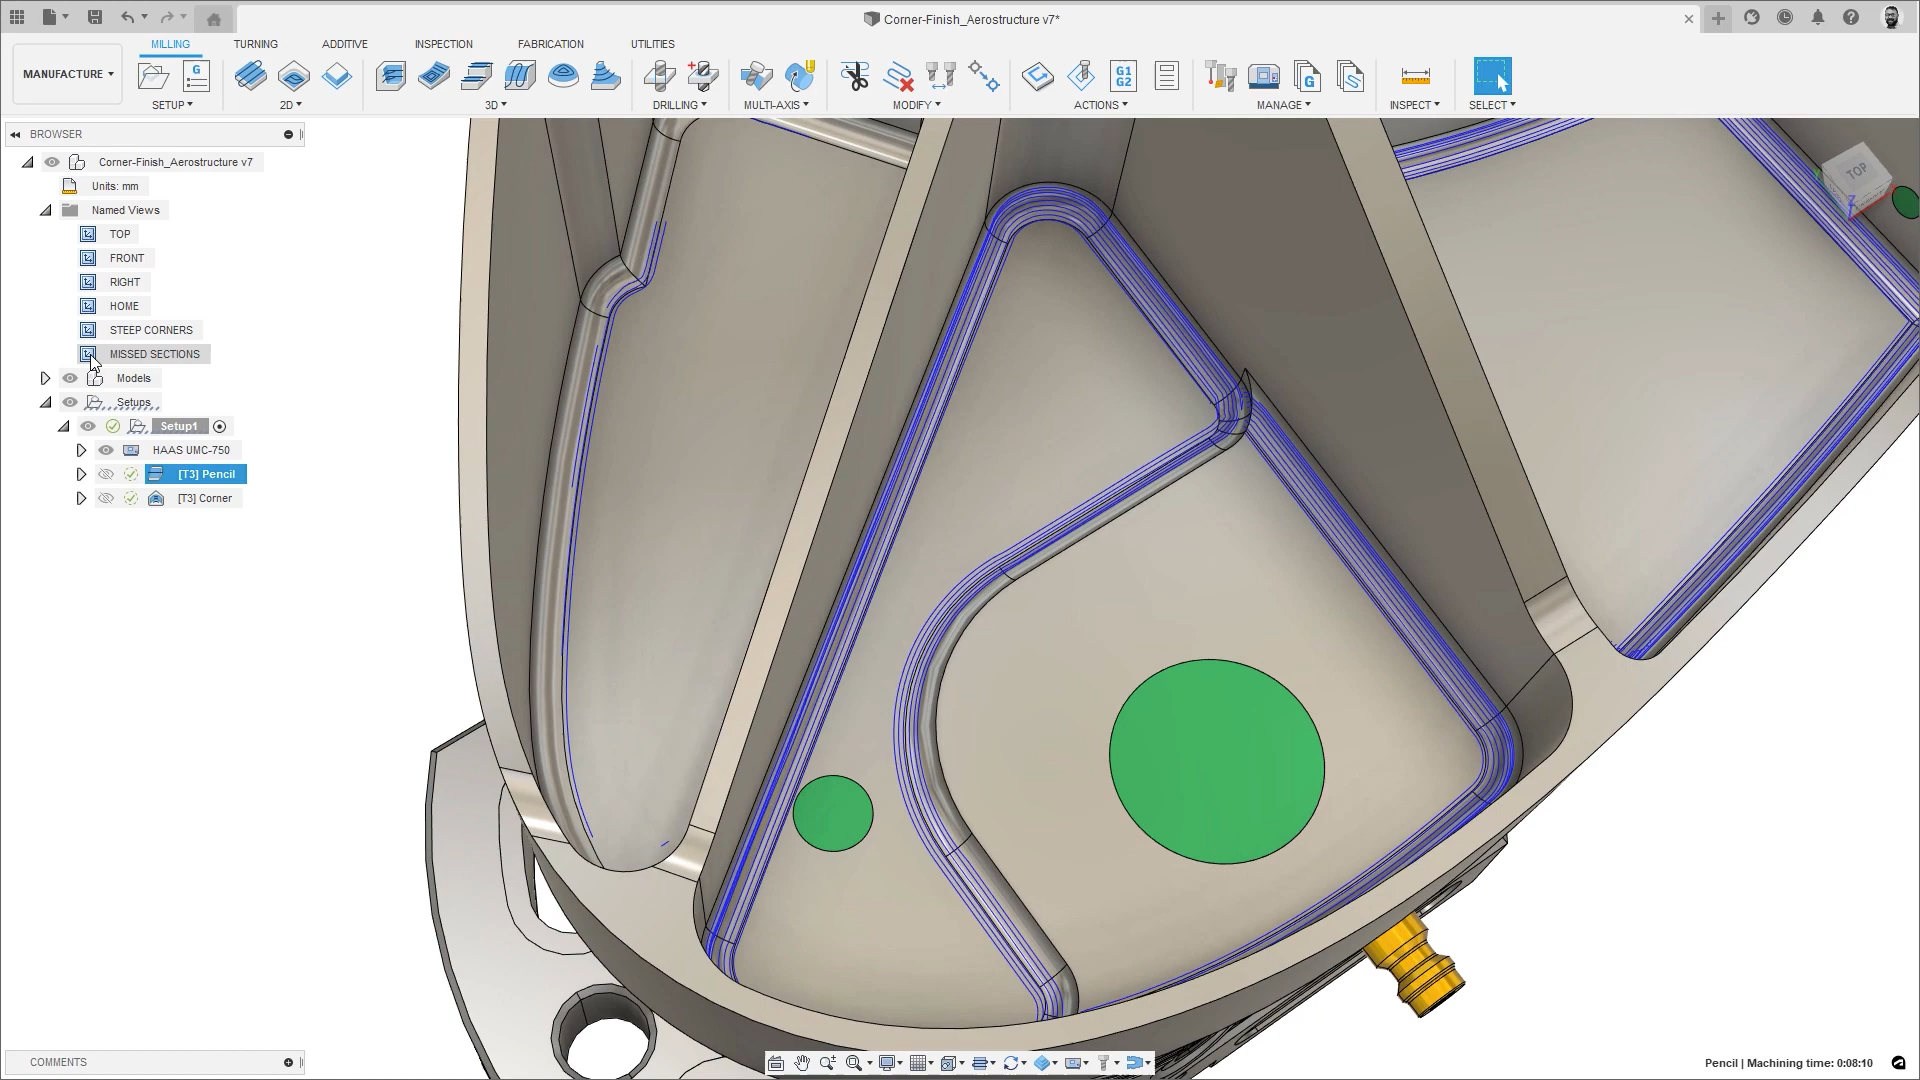 Corner-Finish_Aerostructure v7*
MANUFACTURE
MILLING
TURNING
ADDITIVE
INSPECTION
FABRICATION
UTILITIES
G
G1
G2
G
SETUP
2D
3D
DRILLING
MULTI-AXIS
MODIFY
ACTIONS
MANAGE
INSPECT
SELECT
BROWSER
Corner-Finish_Aerostructure v7
Units: mm
Named Views
TOP
FRONT
RIGHT
HOME
STEEP CORNERS
MISSED SECTIONS
Models
Setups
Setup1
HAAS UMC-750
[T3] Pencil
[T3] Corner
TOP
Z
COMMENTS
Pencil | Machining time: 0:08:10